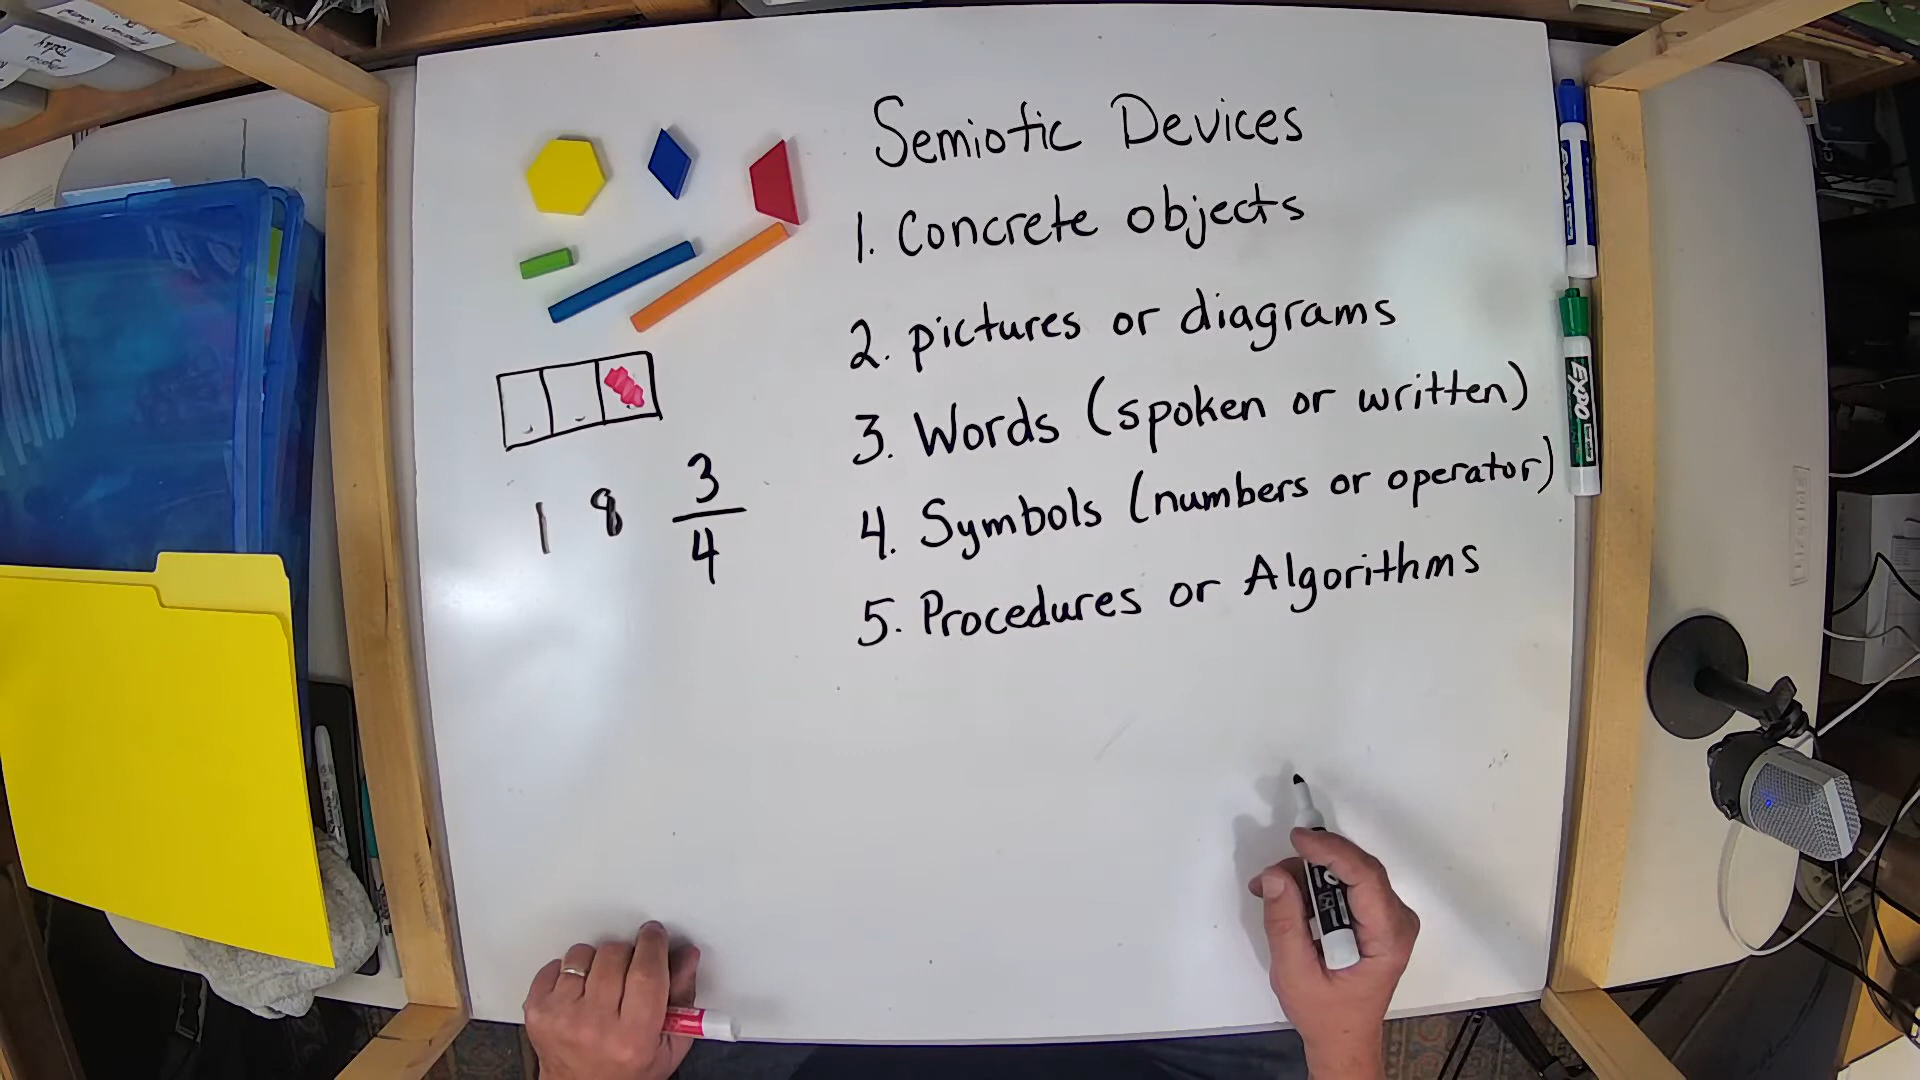 Semiotic Devices
1. Concrete objects
2. pictures or diagrams
3. Words (spoken or written)
4. Symbols (numbers or operator)
5. Procedures or Algorithms
1 8 3/4
EXPO